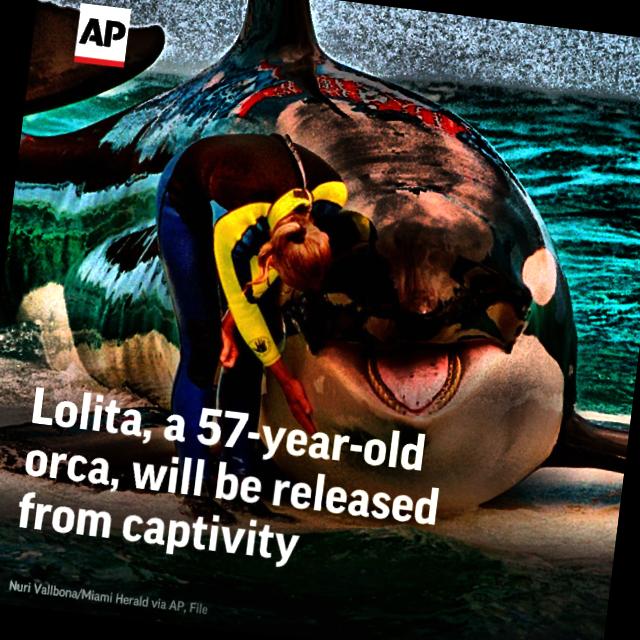 AP
Lolita, a 57-year-old
orca, will be released
from captivity
Nuri Vallbona/Miami Herald via AP, File